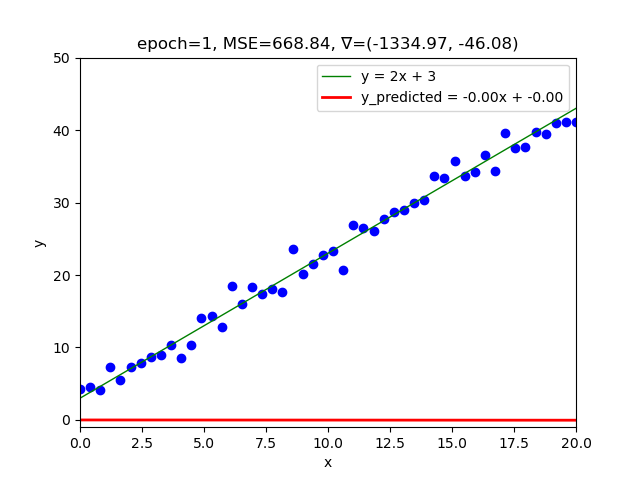 epoch=1, MSE=668.84, ∇=(-1334.97, -46.08)
y = 2x + 3
y_predicted = -0.00x + -0.00
50
40
30
20
10
0
y
0.0 2.5 5.0 7.5 10.0 12.5 15.0 17.5 20.0
x